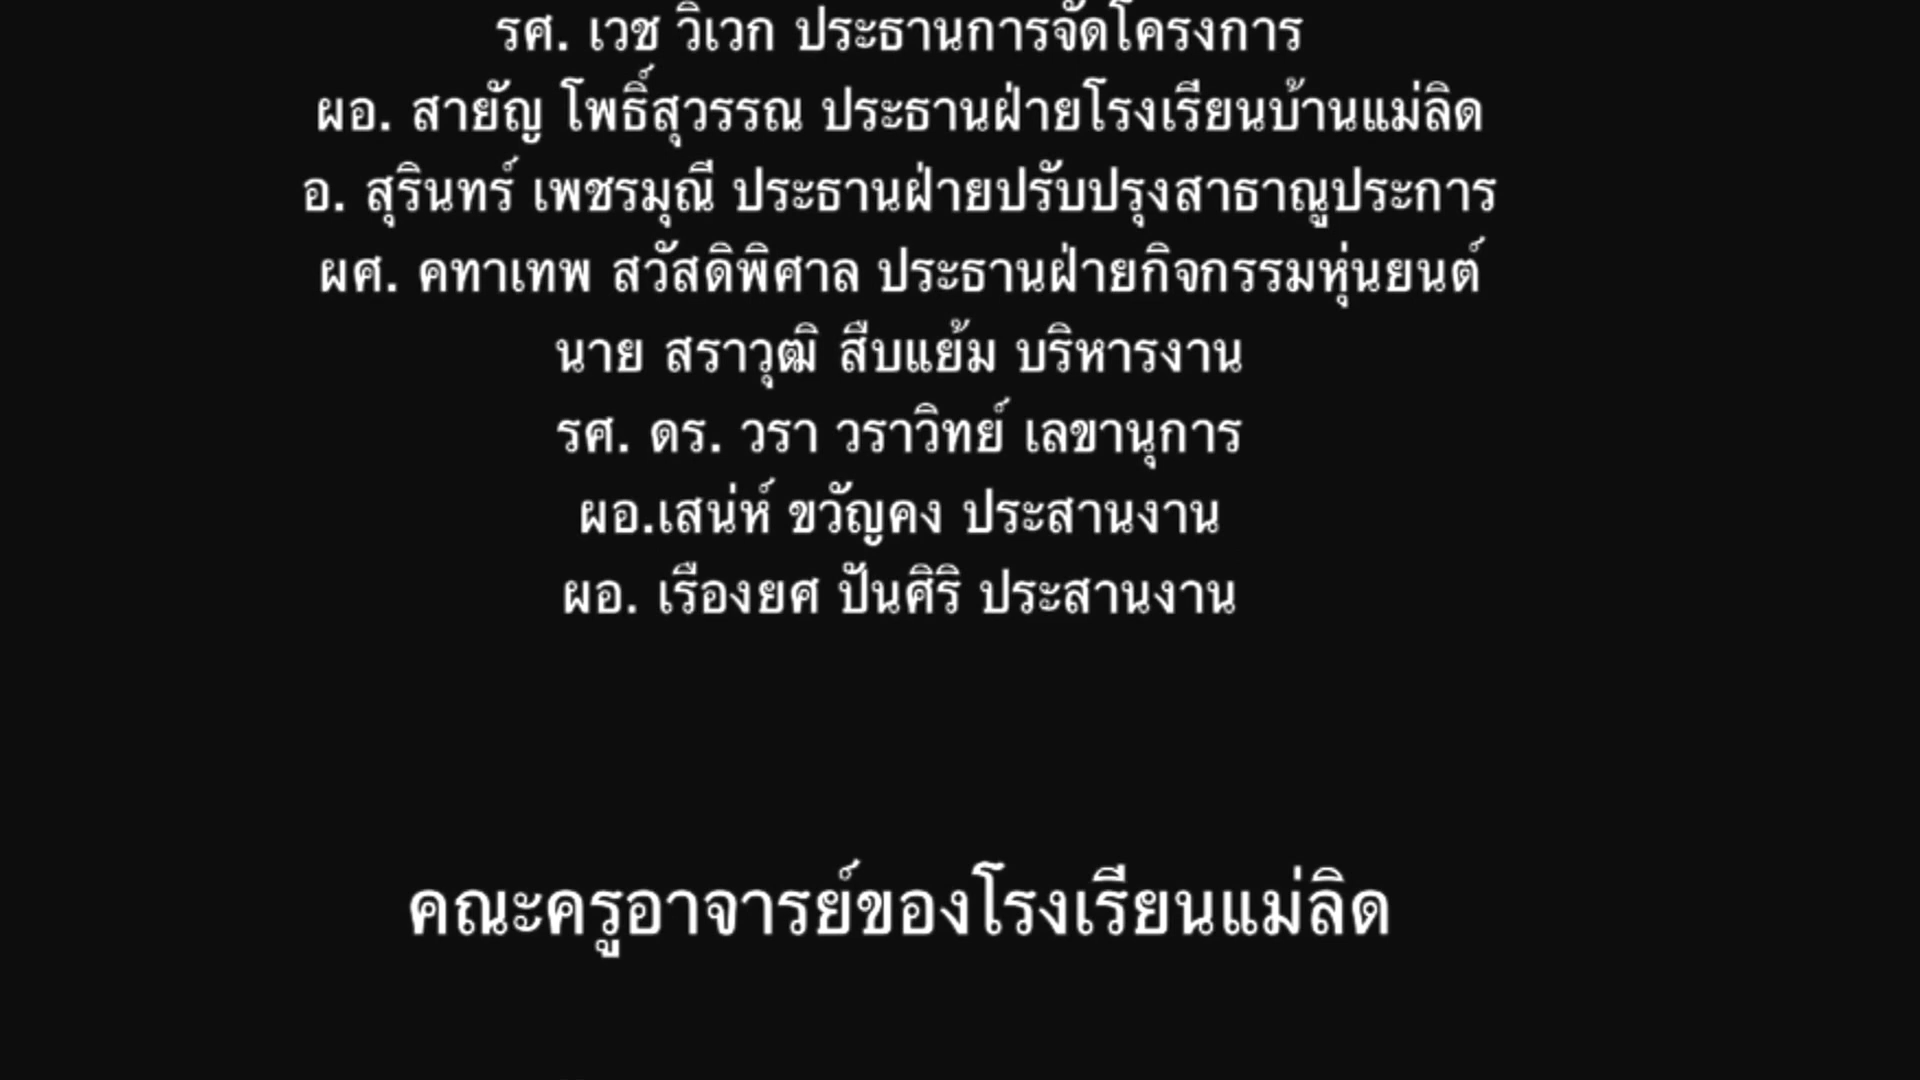 รศ. เวช วิเวก ประธานการจัดโครงการ
ผอ. สายัญ โพธิ์สุวรรณ ประธานฝ่ายโรงเรียนบ้านแม่ลิด
อ. สุรินทร์ เพชรมุณี ประธานฝ่ายปรับปรุงสาธาณูประการ
ผศ. คทาเทพ สวัสดิพิศาล ประธานฝ่ายกิจกรรมหุ่นยนต์
นาย สราวุฒิ สืบแย้ม บริหารงาน
รศ. ดร. วรา วราวิทย์ เลขานุการ
ผอ.เสน่ห์ ขวัญคง ประสานงาน
ผอ. เรืองยศ ปันศิริ ประสานงาน
คณะครูอาจารย์ของโรงเรียนแม่ลิด